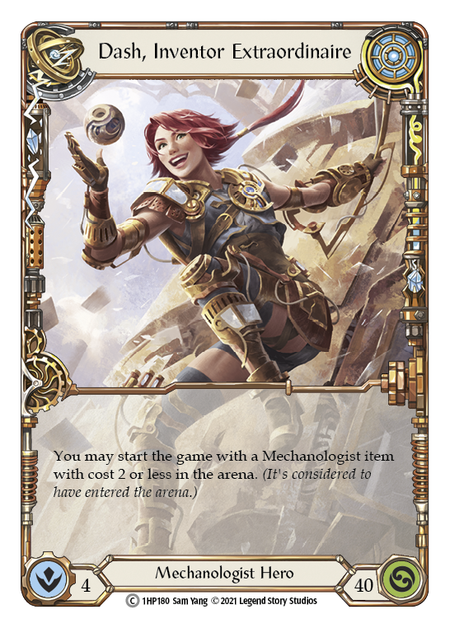 Dash, Inventor Extraordinaire
You may start the game with a Mechanologist item
with cost 2 or less in the arena. (It's considered to
have entered the arena.)
Mechanologist Hero
4
40
C 1HP180 Sam Yang © 2021 Legend Story Studios